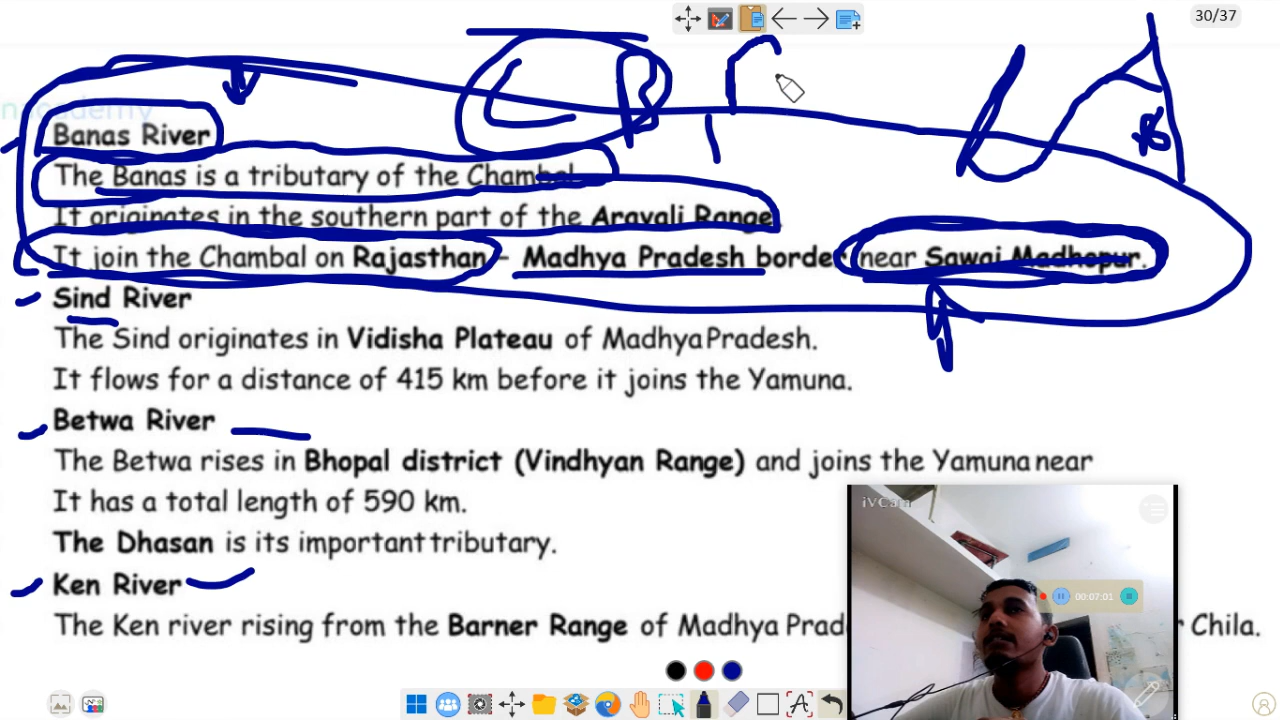 30/37
Banas River
The Banas is a tributary of the Chambal
It originates in the southern part of the Aravali Range
It join the Chambal on Rajasthan - Madhya Pradesh border near Sawai Madhopur.
Sind River
The Sind originates in Vidisha Plateau of Madhya Pradesh.
It flows for a distance of 415 km before it joins the Yamuna.
Betwa River
The Betwa rises in Bhopal district (Vindhyan Range) and joins the Yamuna near
It has a total length of 590 km.
iVCam
The Dhasan is its important tributary.
Ken River
00:07:01
The Ken river rising from the Barner Range of Madhya Prad Chila.